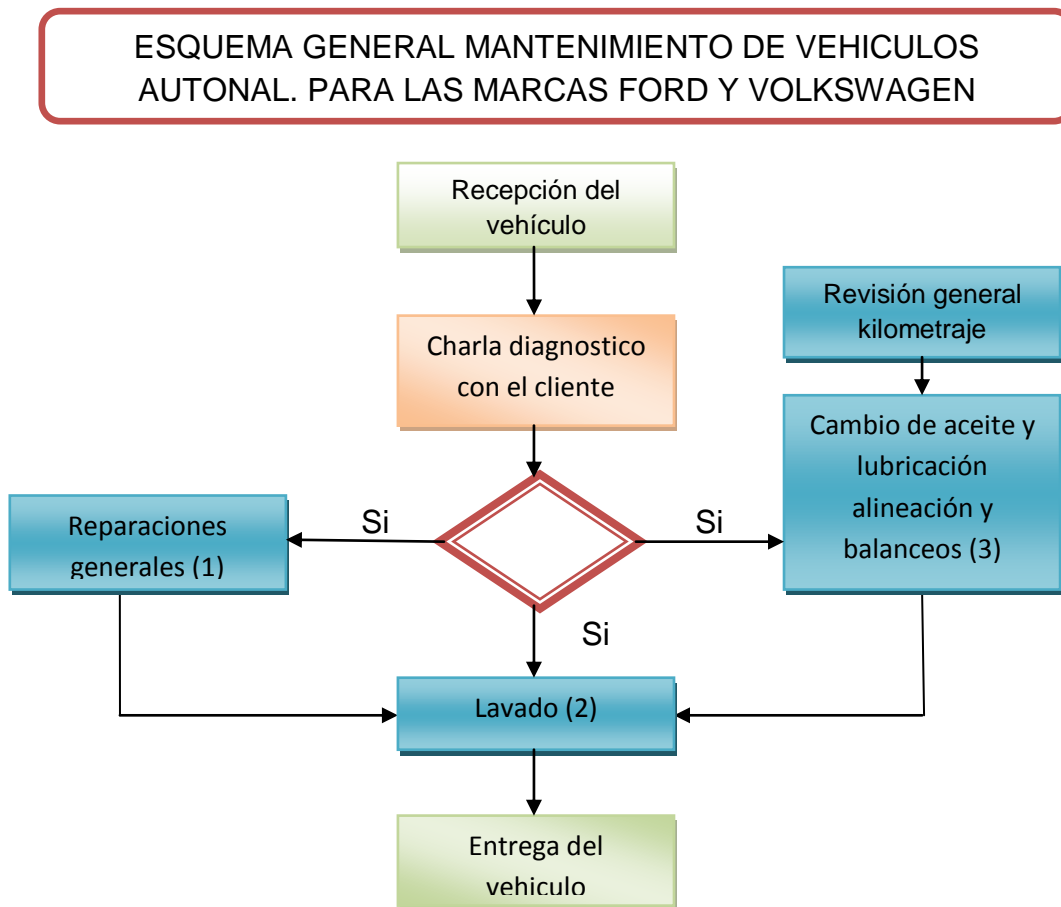 ESQUEMA GENERAL MANTENIMIENTO DE VEHICULOS
AUTONAL. PARA LAS MARCAS FORD Y VOLKSWAGEN
Recepción del
vehículo
Charla diagnostico
con el cliente
Revisión general
kilometraje
Cambio de aceite y
lubricación
alineación y
balanceos (3)
Reparaciones
generales (1)
Si
Si
Si
Lavado (2)
Entrega del
vehiculo